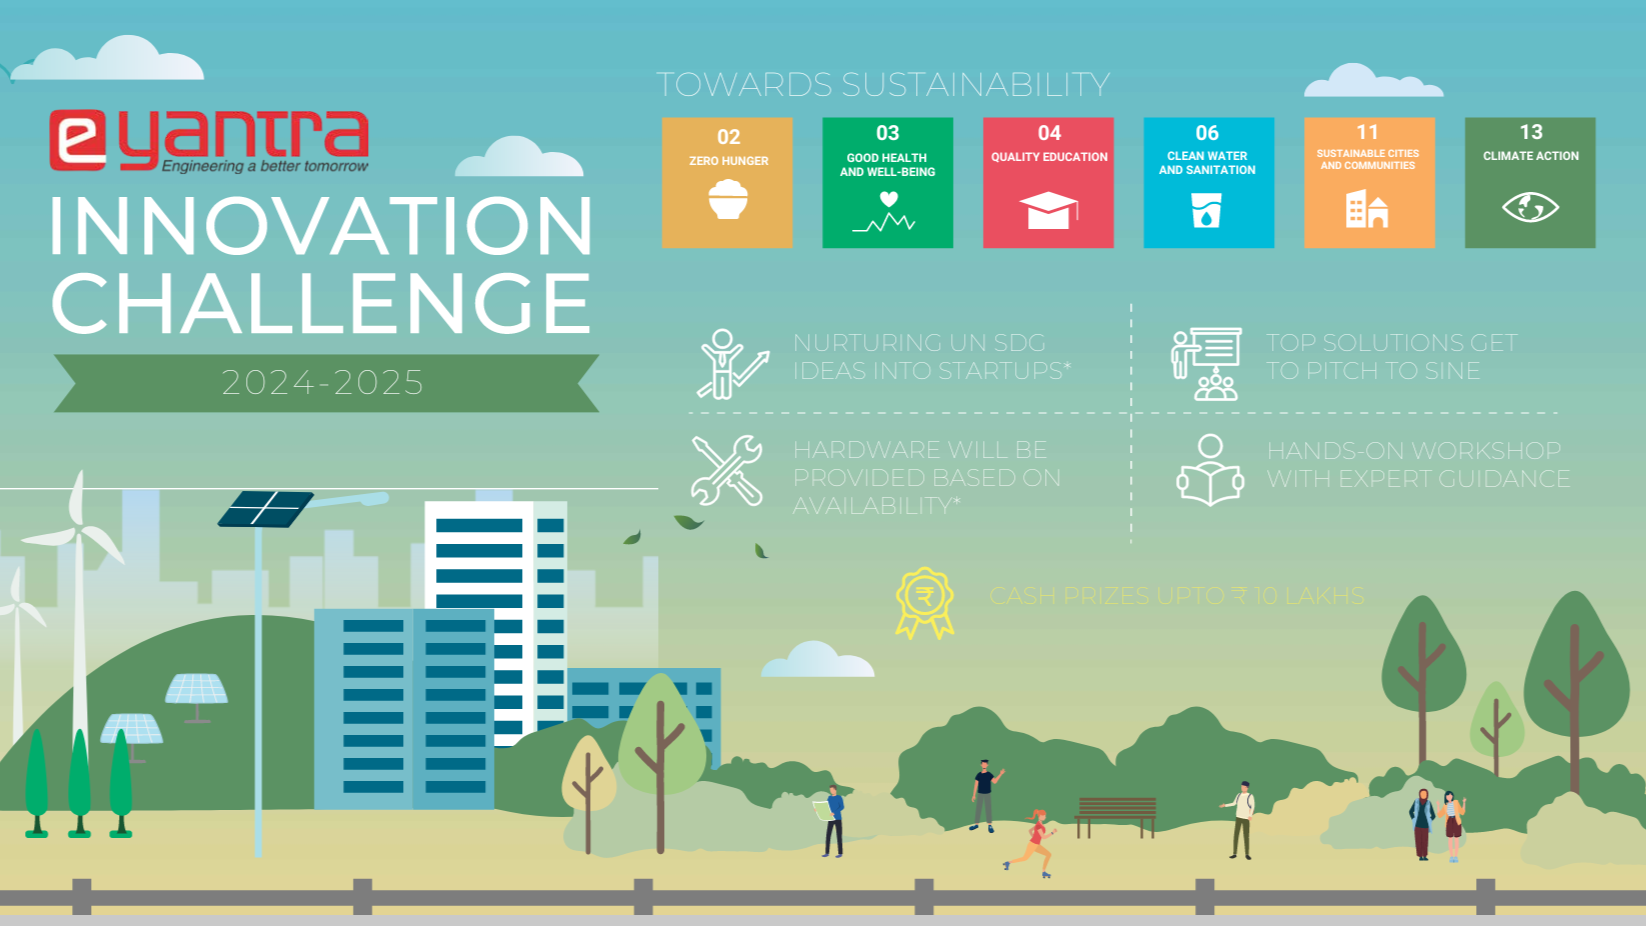 eyantra
Engineering a better tomorrow
INNOVATION
CHALLENGE
2024-2025
TOWARDS SUSTAINABILITY
02
ZERO HUNGER
03
GOOD HEALTH
AND WELL-BEING
04
QUALITY EDUCATION
06
CLEAN WATER
AND SANITATION
11
SUSTAINABLE CITIES
AND COMMUNITIES
13
CLIMATE ACTION
NURTURING UN SDG
IDEAS INTO STARTUPS*
TOP SOLUTIONS GET
TO PITCH TO SINE
HARDWARE WILL BE
PROVIDED BASED ON
AVAILABILITY*
HANDS-ON WORKSHOP
WITH EXPERT GUIDANCE
₹
CASH PRIZES UPTO ₹ 10 LAKHS